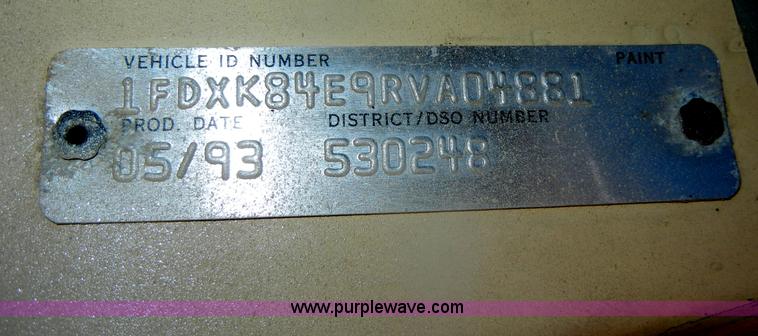 VEHICLE ID NUMBER PAINT
1FDXK84E9RVA04881
PROD. DATE DISTRICT/DSO NUMBER
05/93 530248
www.purplewave.com